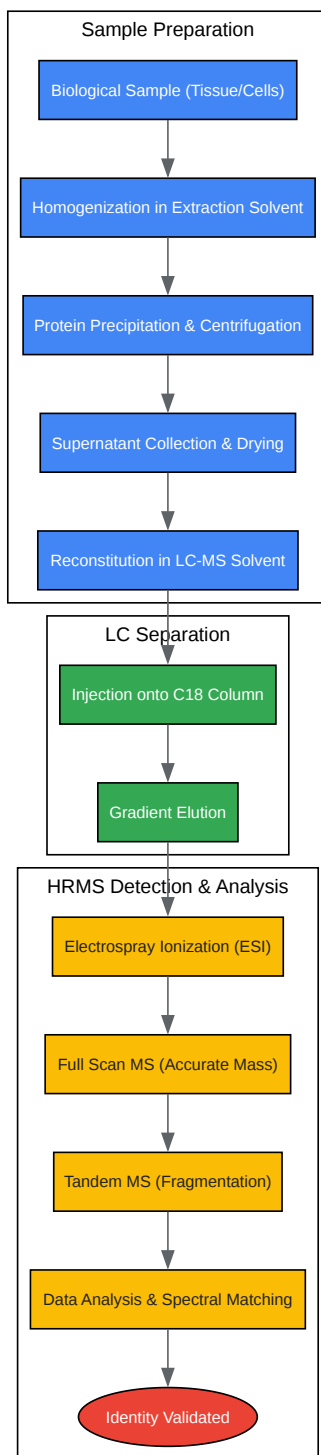 Sample Preparation
Biological Sample (Tissue/Cells)
Homogenization in Extraction Solvent
Protein Precipitation & Centrifugation
Supernatant Collection & Drying
Reconstitution in LC-MS Solvent
LC Separation
Injection onto C18 Column
Gradient Elution
HRMS Detection & Analysis
Electrospray Ionization (ESI)
Full Scan MS (Accurate Mass)
Tandem MS (Fragmentation)
Data Analysis & Spectral Matching
Identity Validated